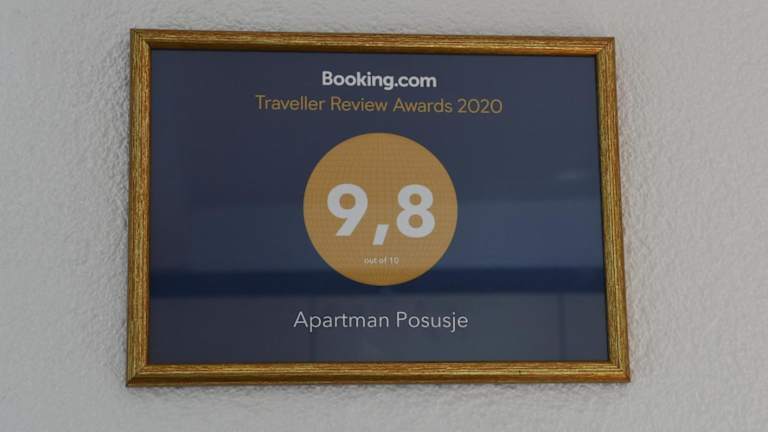 Booking.com
Traveller Review Awards 2020
9,8
out of 10
Apartman Posusje